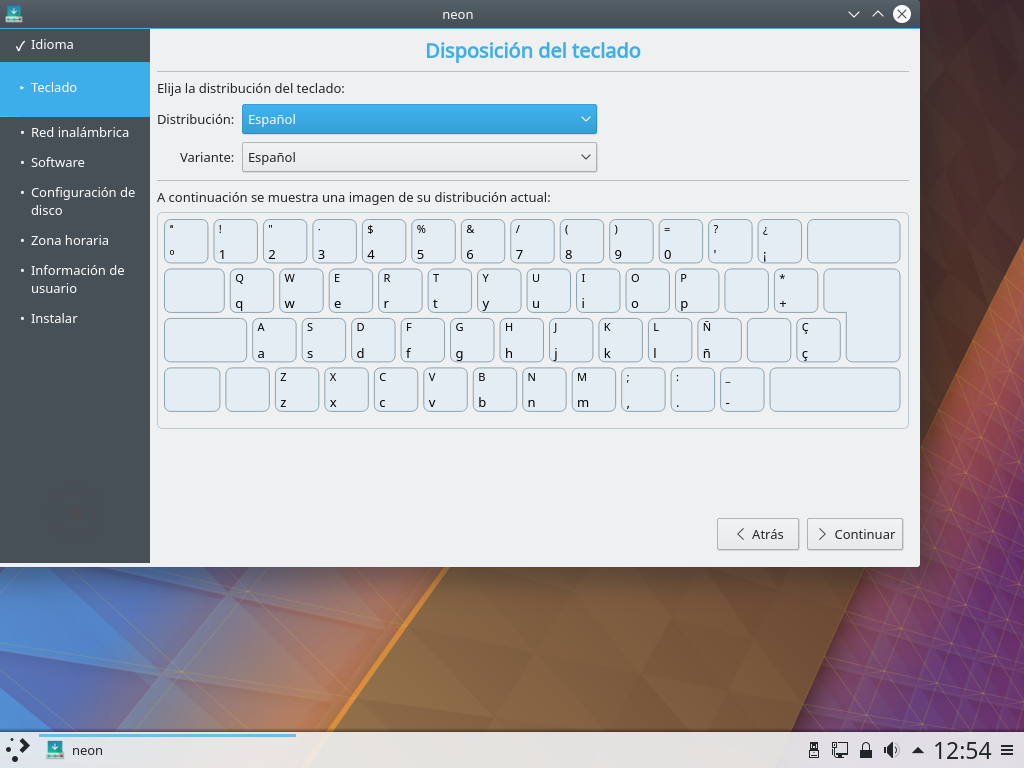 neon
✓ Idioma
▸ Teclado
• Red inalámbrica
• Software
• Configuración de
disco
• Zona horaria
• Información de
usuario
• Instalar
Disposición del teclado
Elija la distribución del teclado:
Distribución: Español
Variante: Español
A continuación se muestra una imagen de su distribución actual:
ª ! " · $ % & / ( ) = ? ¿
º 1 2 3 4 5 6 7 8 9 0 ' ¡
Q W E R T Y U I O P *
q w e r t y u i o p +
A S D F G H J K L Ñ Ç
a s d f g h j k l ñ ç
Z X C V B N M ; : _
z x c v b n m , . -
Atrás Continuar
neon 12:54